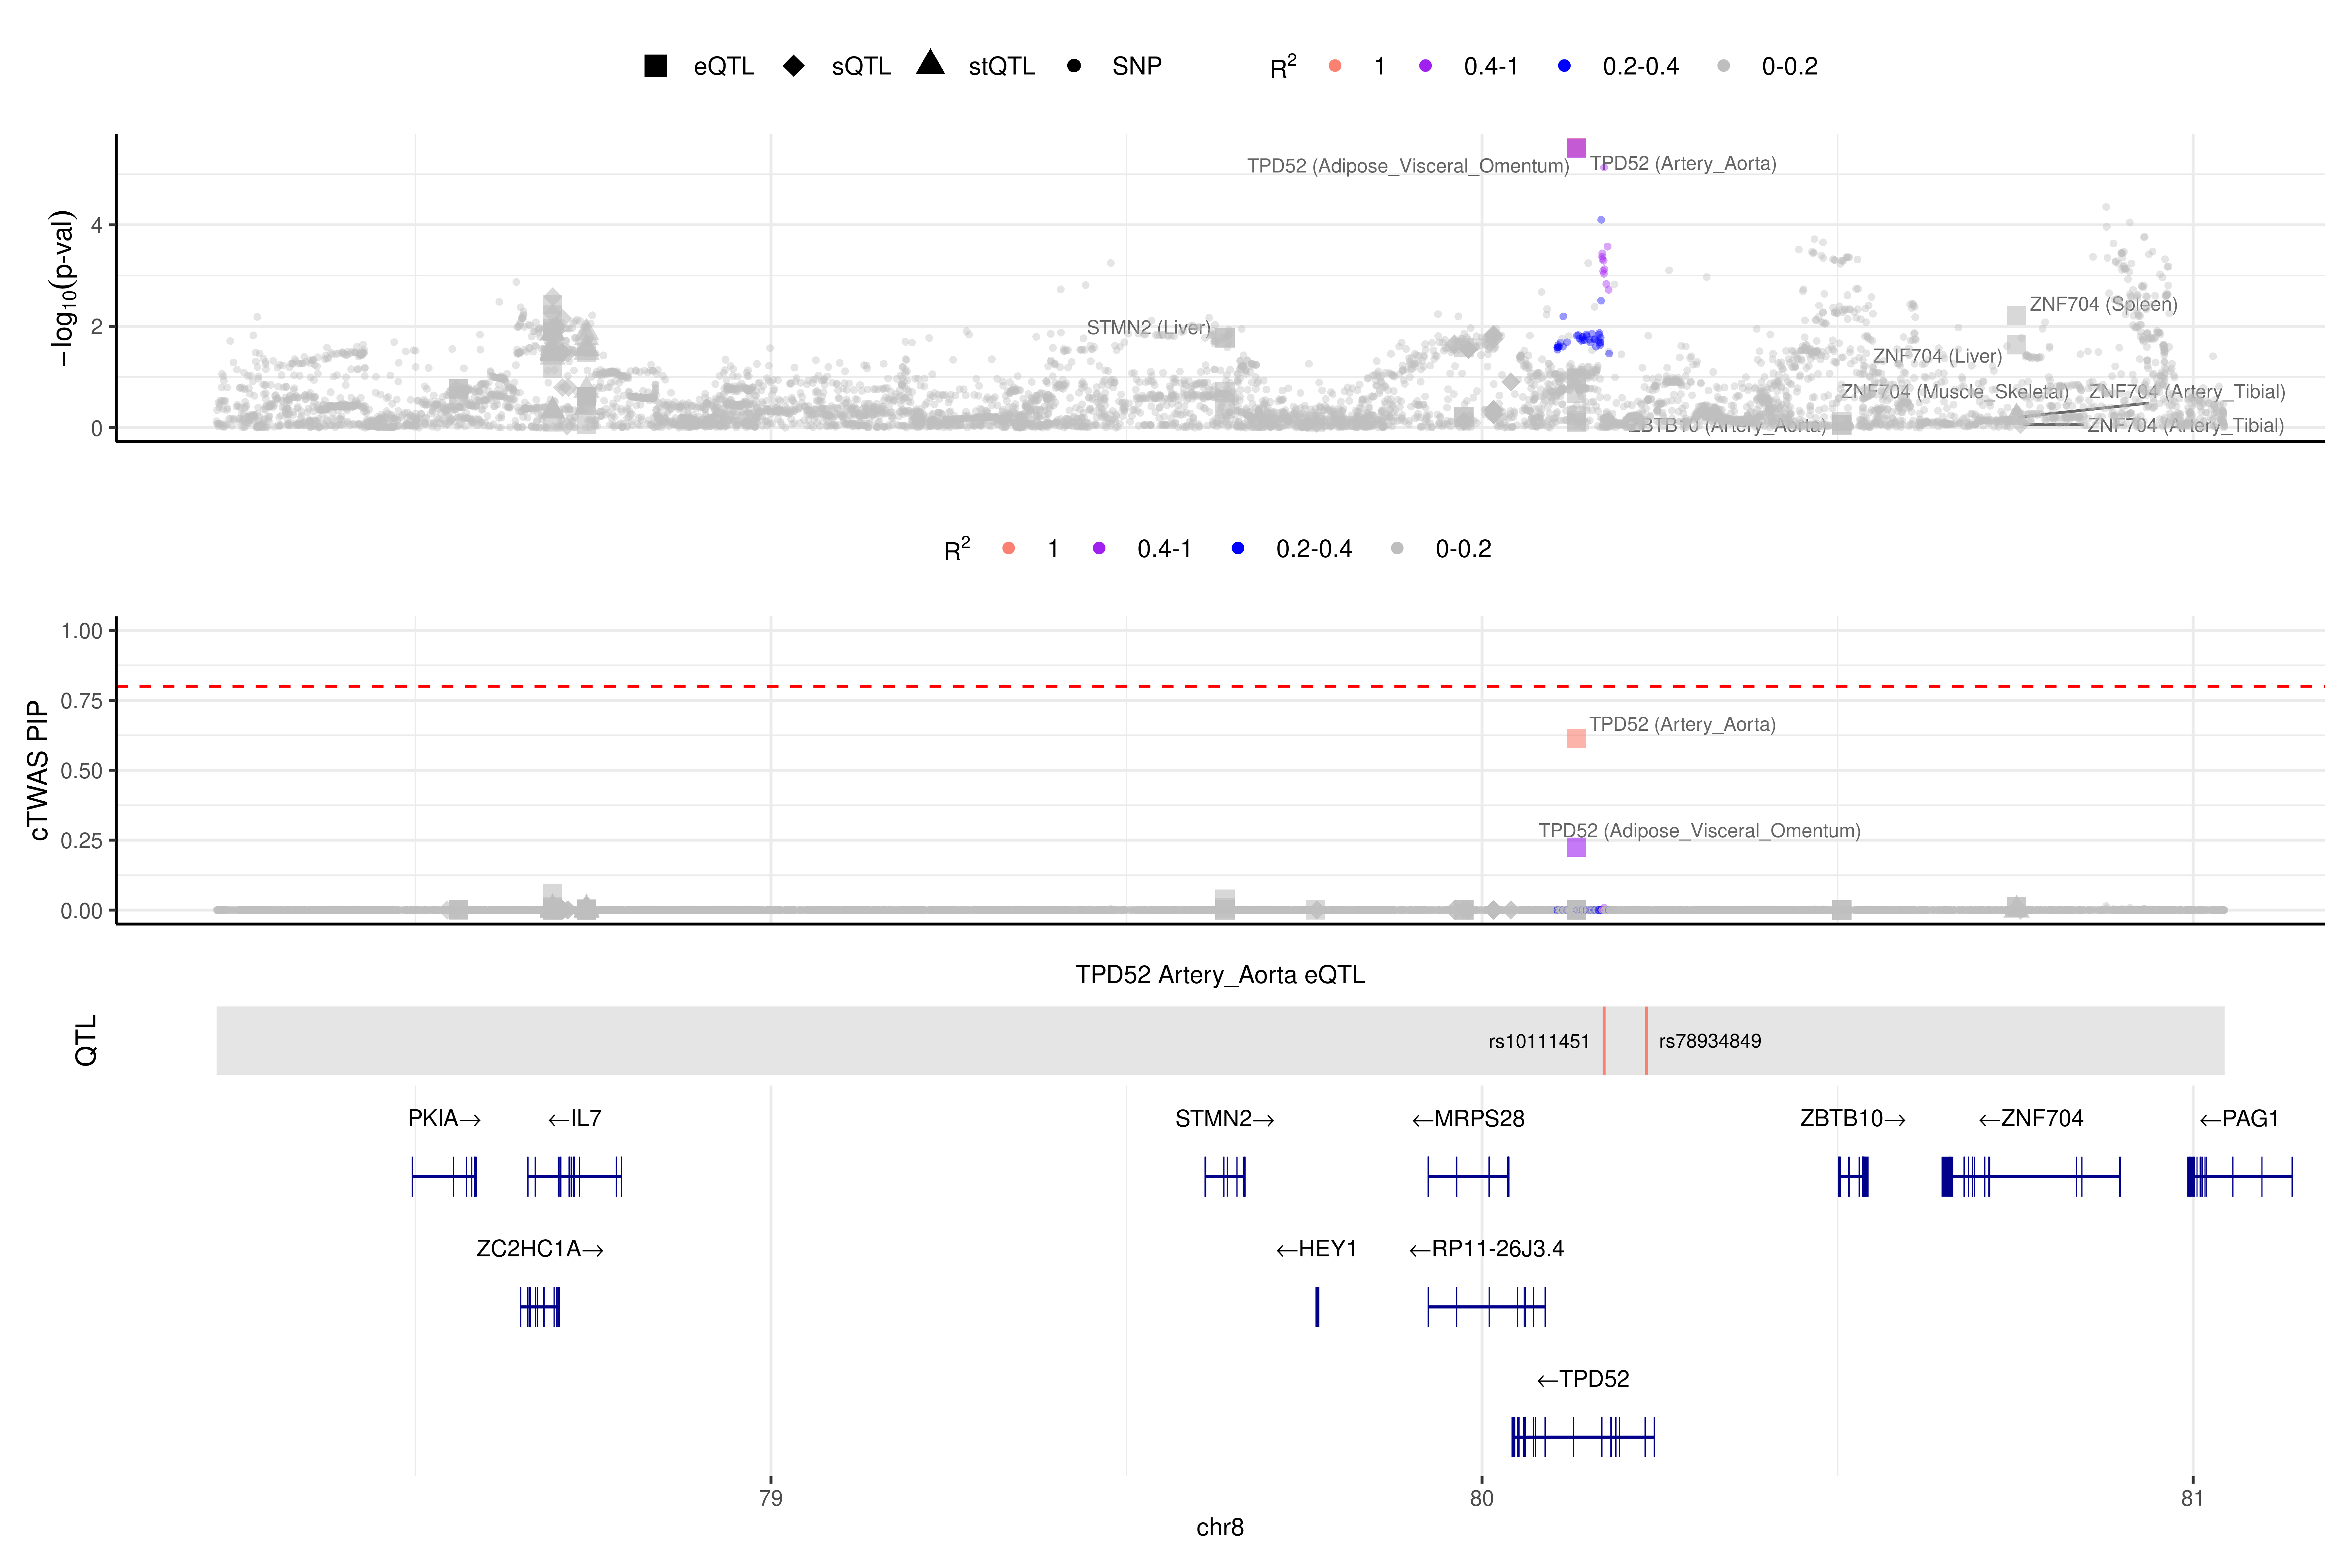 eQTL sQTL stQTL SNP R² 1 0.4-1 0.2-0.4 0-0.2
−log₁₀(p-val)
4
2
0
TPD52 (Adipose_Visceral_Omentum) TPD52 (Artery_Aorta)
STMN2 (Liver) ZNF704 (Spleen)
ZNF704 (Liver)
ZNF704 (Muscle_Skeletal) ZNF704 (Artery_Tibial)
ZBTB10 (Artery_Aorta) ZNF704 (Artery_Tibial)
R² 1 0.4-1 0.2-0.4 0-0.2
cTWAS PIP
1.00
0.75
0.50
0.25
0.00
TPD52 (Artery_Aorta)
TPD52 (Adipose_Visceral_Omentum)
TPD52 Artery_Aorta eQTL
QTL
rs10111451 rs78934849
PKIA→ ←IL7 STMN2→ ←MRPS28 ZBTB10→ ←ZNF704 ←PAG1
ZC2HC1A→ ←HEY1 ←RP11-26J3.4
←TPD52
79 80 81
chr8